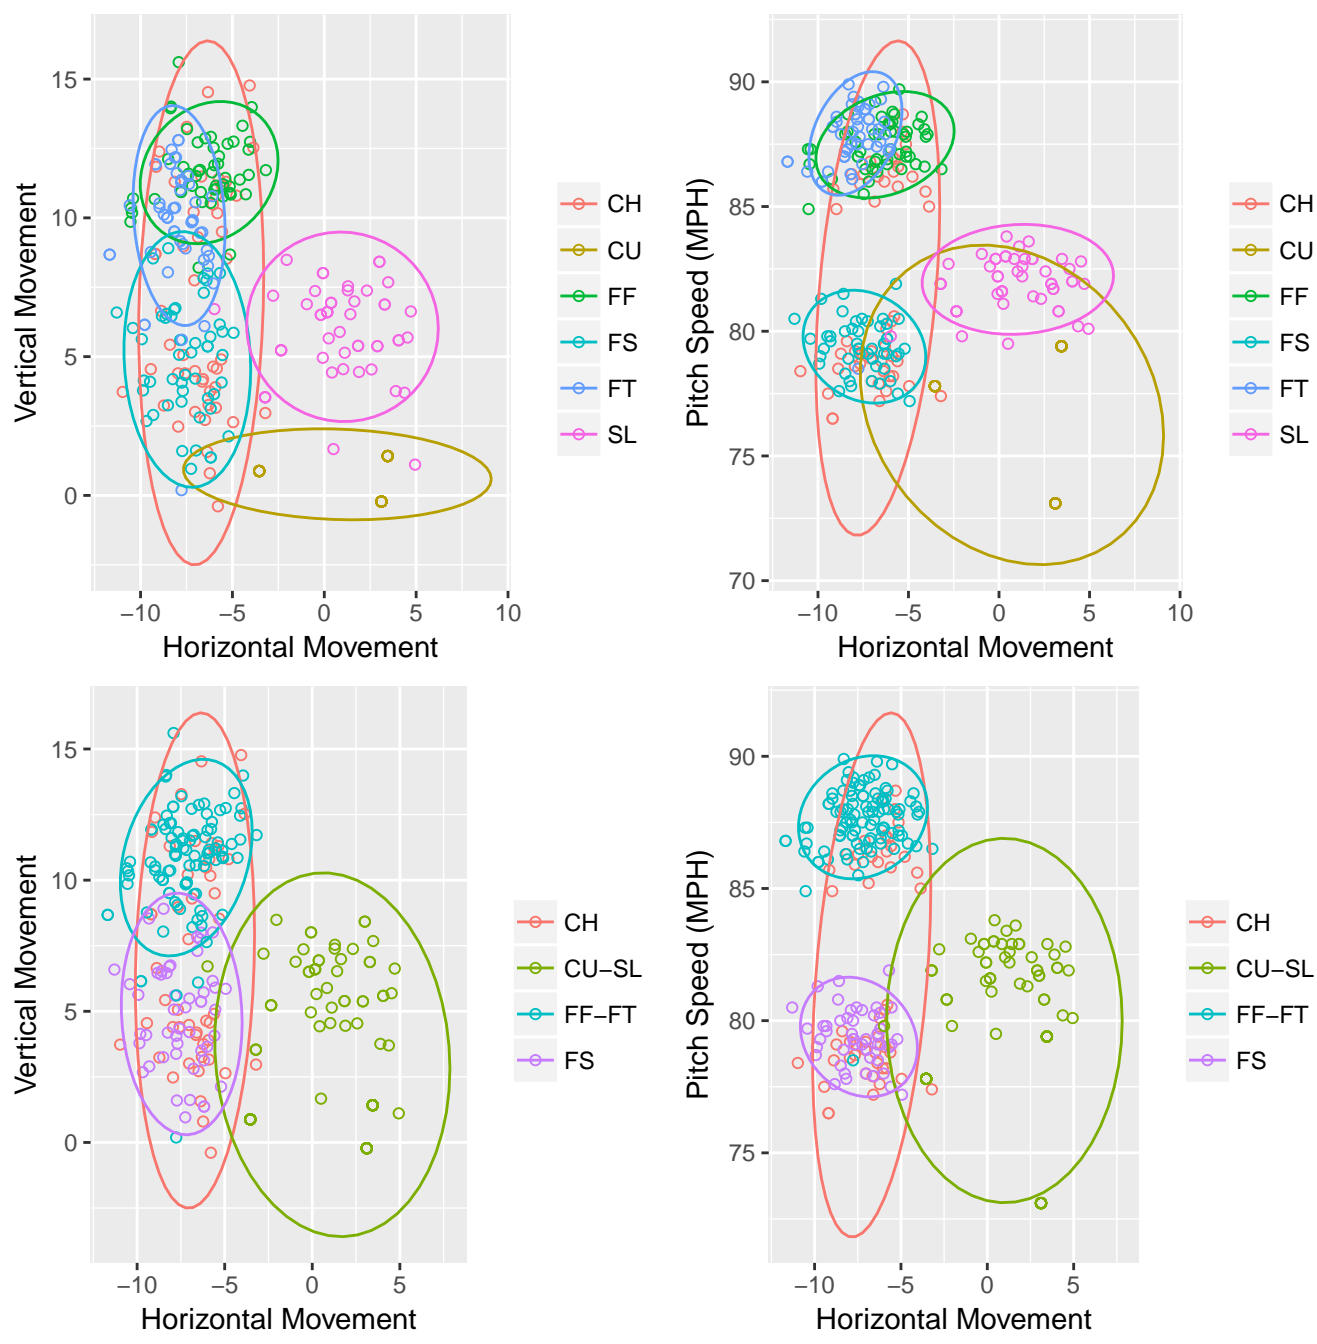 15
10
5
0
−10
−5
0
5
10
Vertical Movement
Horizontal Movement
CH
CU
FF
FS
FT
SL
90
85
80
75
70
−10
−5
0
5
10
Pitch Speed (MPH)
Horizontal Movement
CH
CU
FF
FS
FT
SL
15
10
5
0
−10
−5
0
5
Vertical Movement
Horizontal Movement
CH
CU−SL
FF−FT
FS
90
85
80
75
−10
−5
0
5
Pitch Speed (MPH)
Horizontal Movement
CH
CU−SL
FF−FT
FS